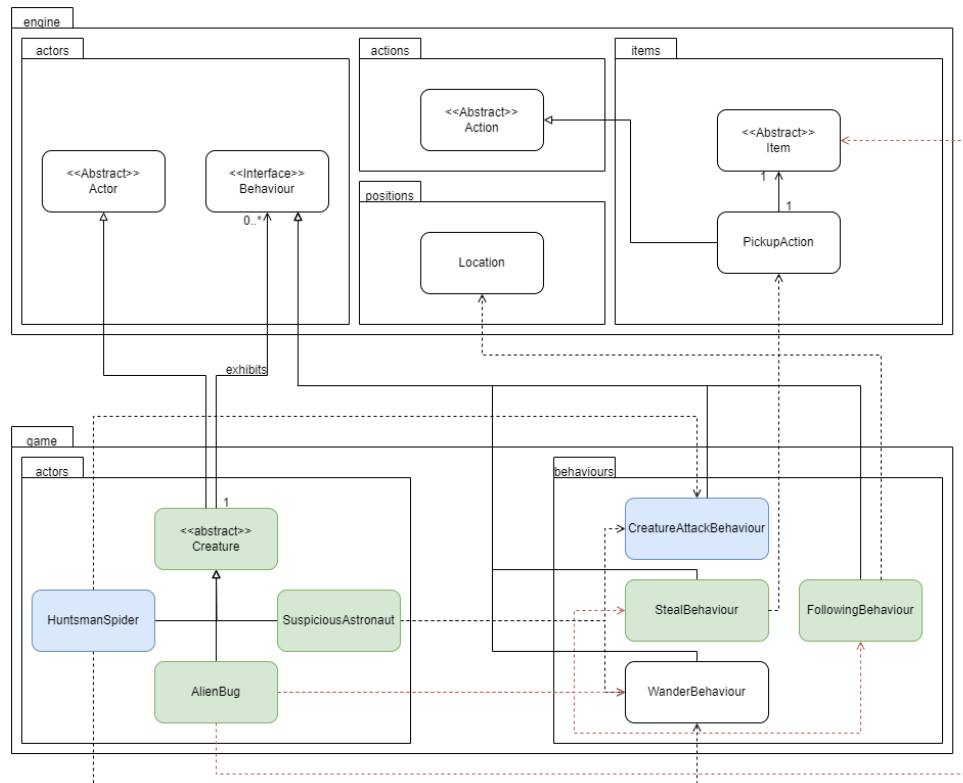 engine
actors
actions
items
<<Abstract>>
Action
<<Abstract>>
Item
<<Abstract>>
Actor
<<Interface>>
Behaviour
1
positions
1
0..*
PickupAction
Location
exhibits
game
actors
behaviours
1
<<abstract>>
Creature
CreatureAttackBehaviour
HuntsmanSpider
SuspiciousAstronaut
StealBehaviour
FollowingBehaviour
AlienBug
WanderBehaviour